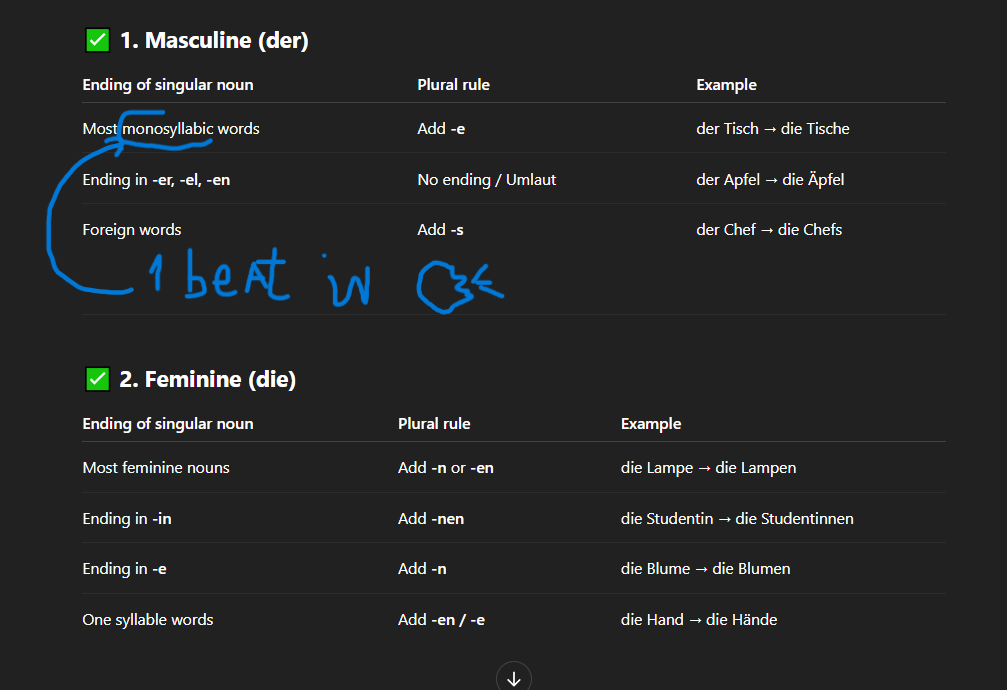 1. Masculine (der)
Ending of singular noun Plural rule Example
Most monosyllabic words Add -e der Tisch → die Tische
Ending in -er, -el, -en No ending / Umlaut der Apfel → die Äpfel
Foreign words Add -s der Chef → die Chefs
1 beat in
2. Feminine (die)
Ending of singular noun Plural rule Example
Most feminine nouns Add -n or -en die Lampe → die Lampen
Ending in -in Add -nen die Studentin → die Studentinnen
Ending in -e Add -n die Blume → die Blumen
One syllable words Add -en / -e die Hand → die Hände